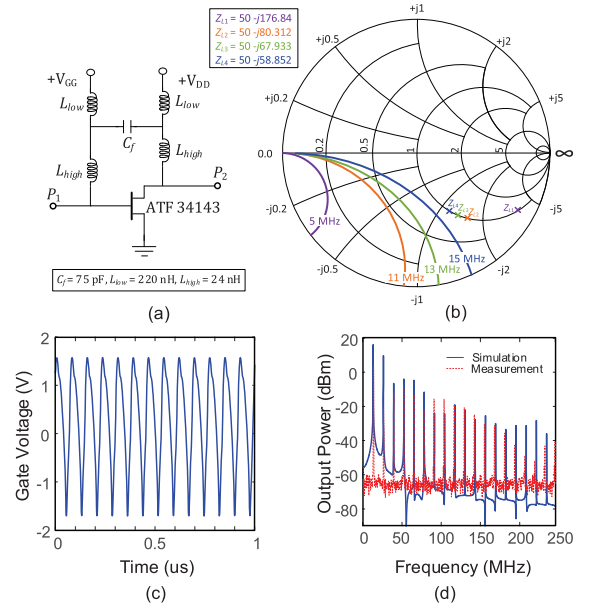 +V_GG
+V_DD
L_low
L_low
C_f
L_high
L_high
P_1
P_2
ATF 34143
C_f = 75 pF, L_low = 220 nH, L_high = 24 nH
(a)
Z_L1 = 50 -j176.84
Z_L2 = 50 -j80.312
Z_L3 = 50 -j67.933
Z_L4 = 50 -j58.852
+j1
+j0.5
+j2
+j0.2
+j5
0.0
0.2
0.5
1
2
5
∞
-j0.2
-j5
-j0.5
-j2
-j1
Z_L4
Z_L3
Z_L2
Z_L1
5 MHz
11 MHz
13 MHz
15 MHz
(b)
Gate Voltage (V)
2
1
0
-1
-2
0
0.5
1
Time (us)
(c)
Output Power (dBm)
20
0
-20
-40
-60
-80
Simulation
Measurement
0
50
100
150
200
250
Frequency (MHz)
(d)